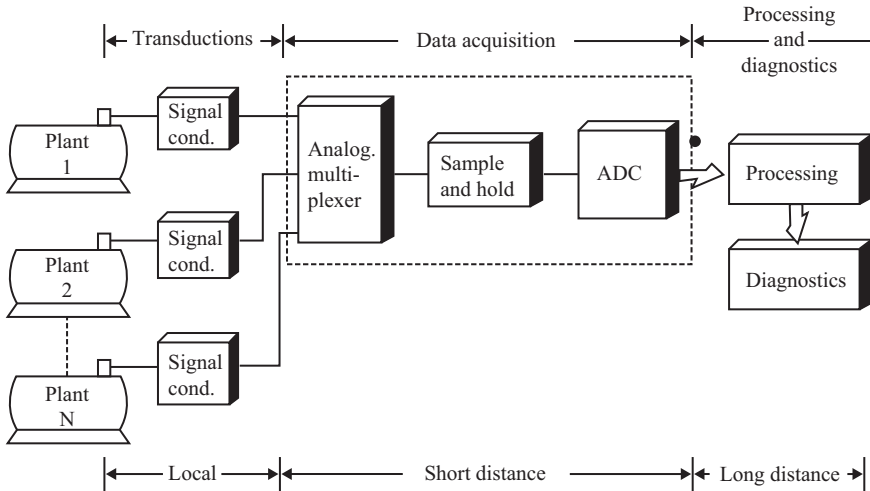 Transductions
Data acquisition
Processing
and
diagnostics
Plant
1
Signal
cond.
Analog.
multi-
plexer
Sample
and hold
ADC
Processing
Plant
2
Signal
cond.
Diagnostics
Plant
N
Signal
cond.
Local
Short distance
Long distance